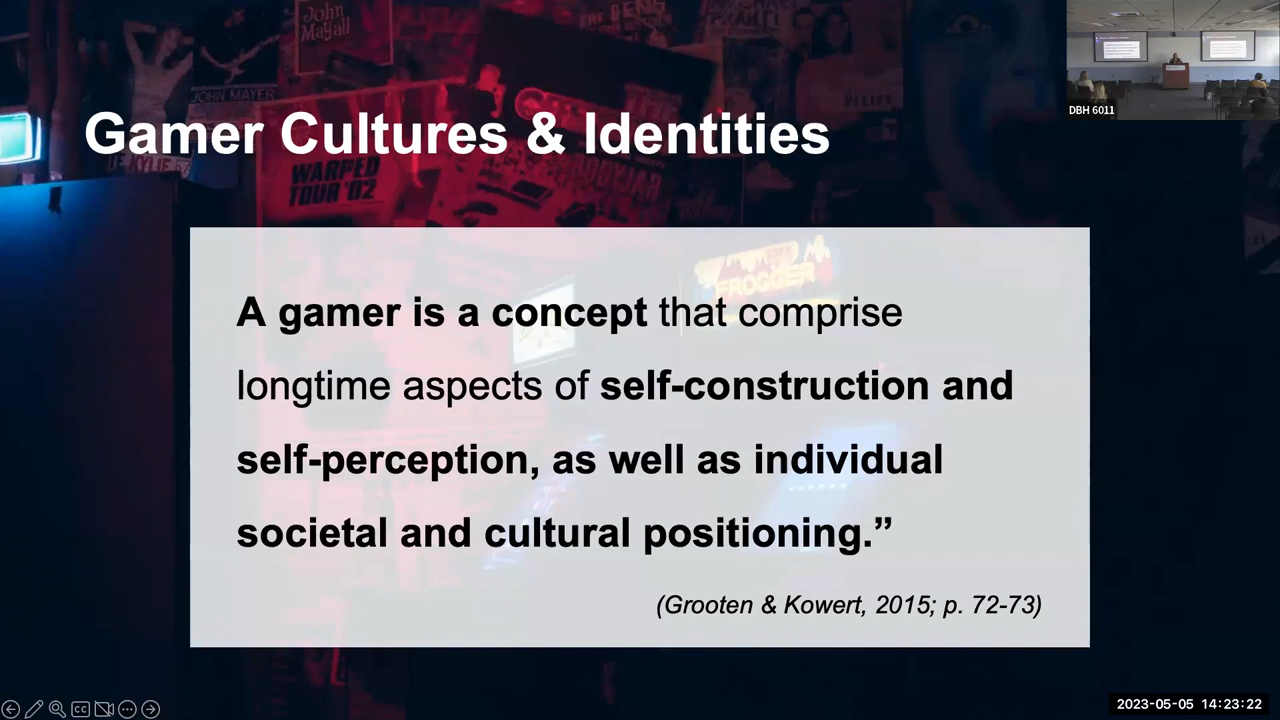 John
Mayall
JOHN MAYER
Gamer Cultures & Identities
DBH 6011
WARPED
TOUR '02
FROGGER
A gamer is a concept that comprise
longtime aspects of self-construction and
self-perception, as well as individual
societal and cultural positioning.”
(Grooten & Kowert, 2015; p. 72-73)
CC
2023-05-05 14:23:22